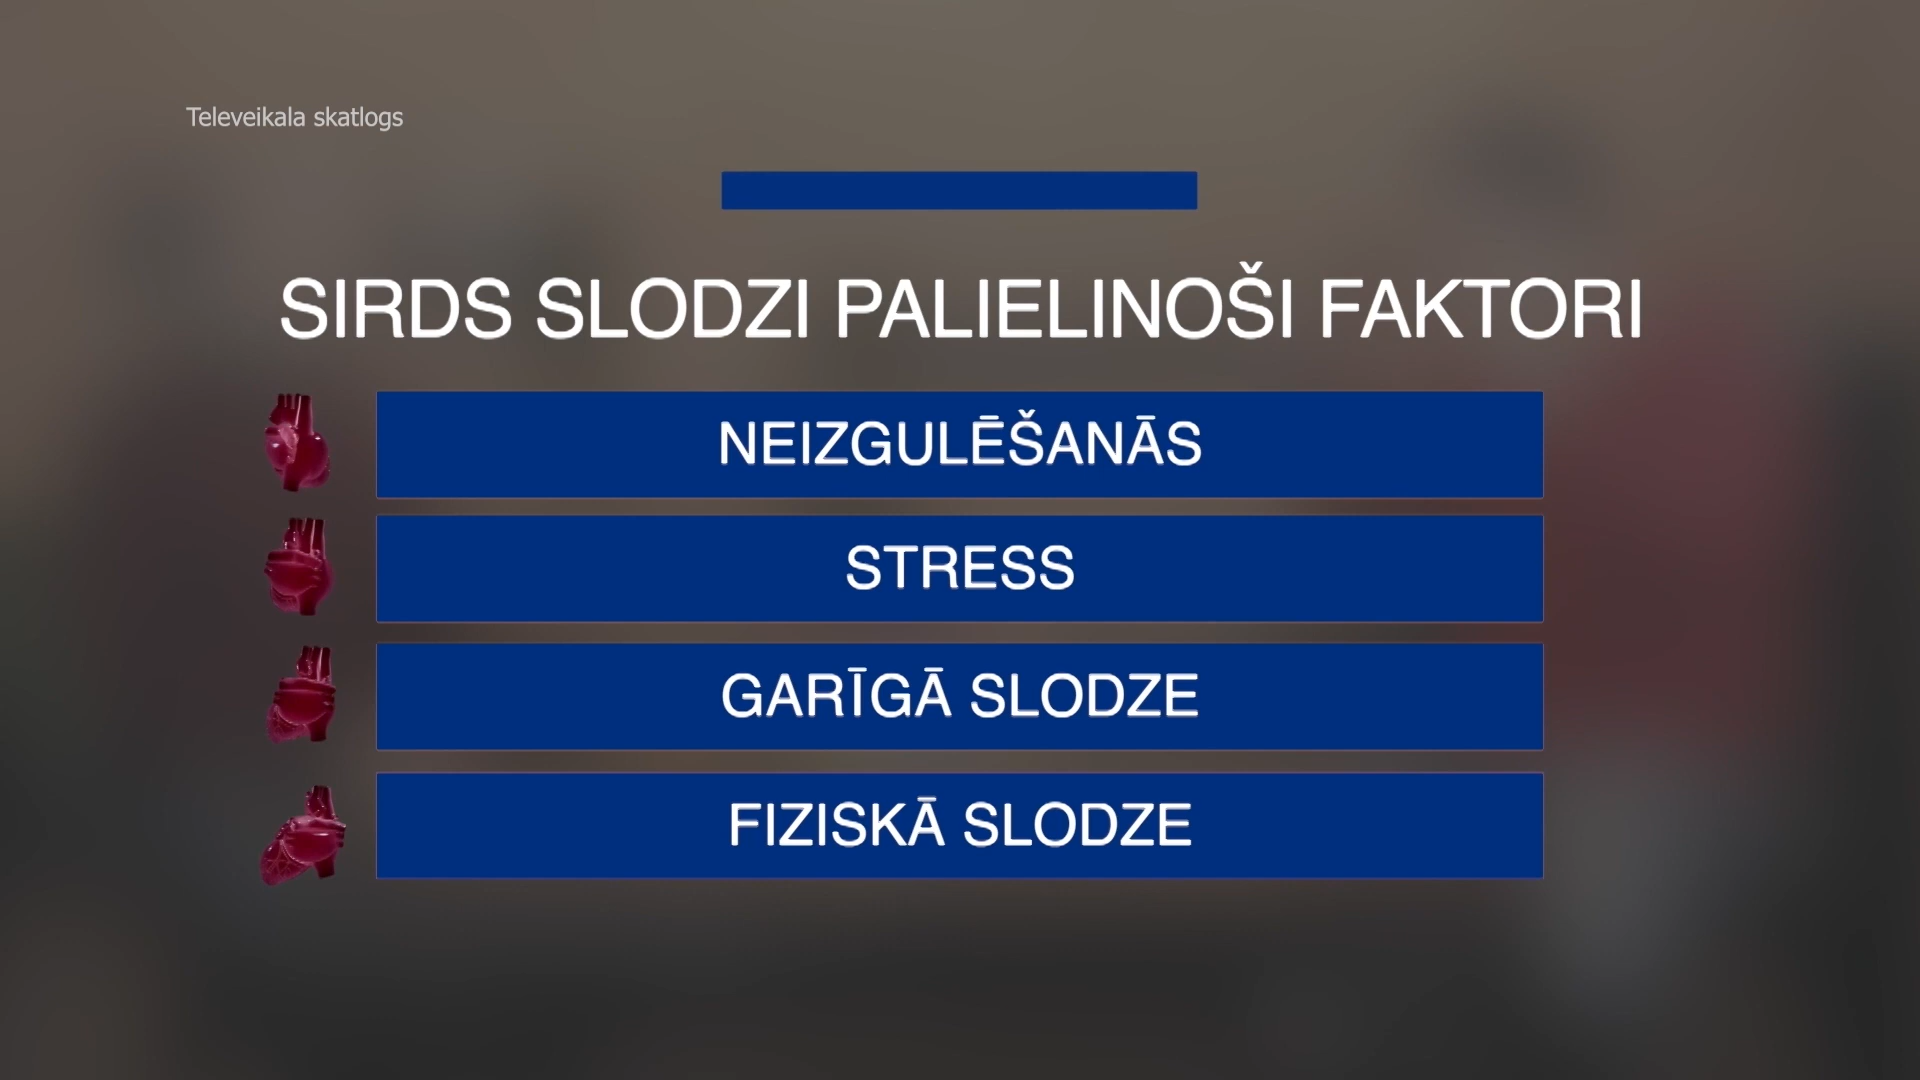 Televeikala skatlogs
SIRDS SLODZI PALIELINOŠI FAKTORI
NEIZGULĒŠANĀS
STRESS
GARĪGĀ SLODZE
FIZISKĀ SLODZE